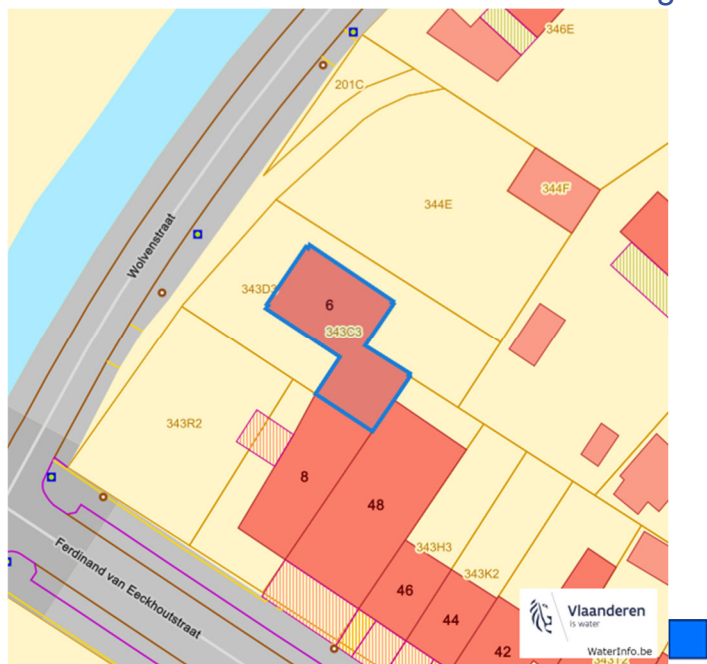 346E
201C
344F
344E
Wolvenstraat
343D3
6
343C3
343R2
8
48
343H3
343K2
46
44
42
Ferdinand van Eeckhoutstraat
Vlaanderen
is water
WaterInfo.be